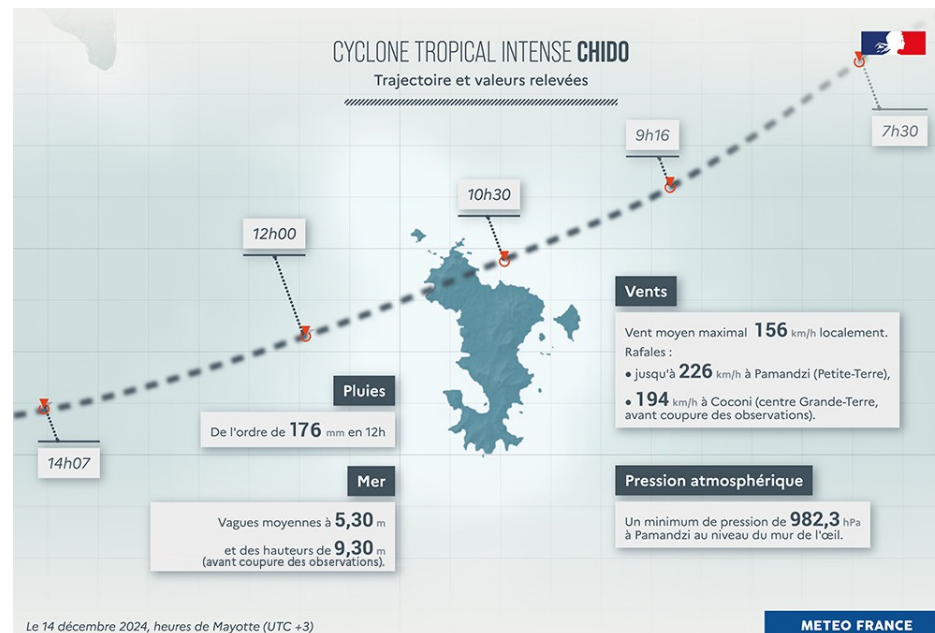 CYCLONE TROPICAL INTENSE CHIDO
Trajectoire et valeurs relevées
7h30
9h16
10h30
12h00
14h07
Vents
Vent moyen maximal 156 km/h localement.
Rafales :
• jusqu'à 226 km/h à Pamandzi (Petite-Terre),
• 194 km/h à Coconi (centre Grande-Terre,
avant coupure des observations).
Pluies
De l'ordre de 176 mm en 12h
Mer
Vagues moyennes à 5,30 m
et des hauteurs de 9,30 m
(avant coupure des observations).
Pression atmosphérique
Un minimum de pression de 982,3 hPa
à Pamandzi au niveau du mur de l'œil.
Le 14 décembre 2024, heures de Mayotte (UTC +3)
METEO FRANCE